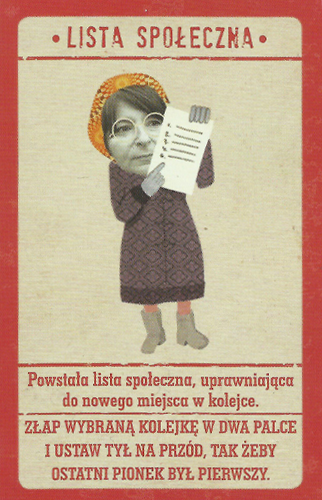 • LISTA SPOŁECZNA •
Powstała lista społeczna, uprawniająca
do nowego miejsca w kolejce.
ZŁAP WYBRANĄ KOLEJKĘ W DWA PALCE
I USTAW TYŁ NA PRZÓD, TAK ŻEBY
OSTATNI PIONEK BYŁ PIERWSZY.